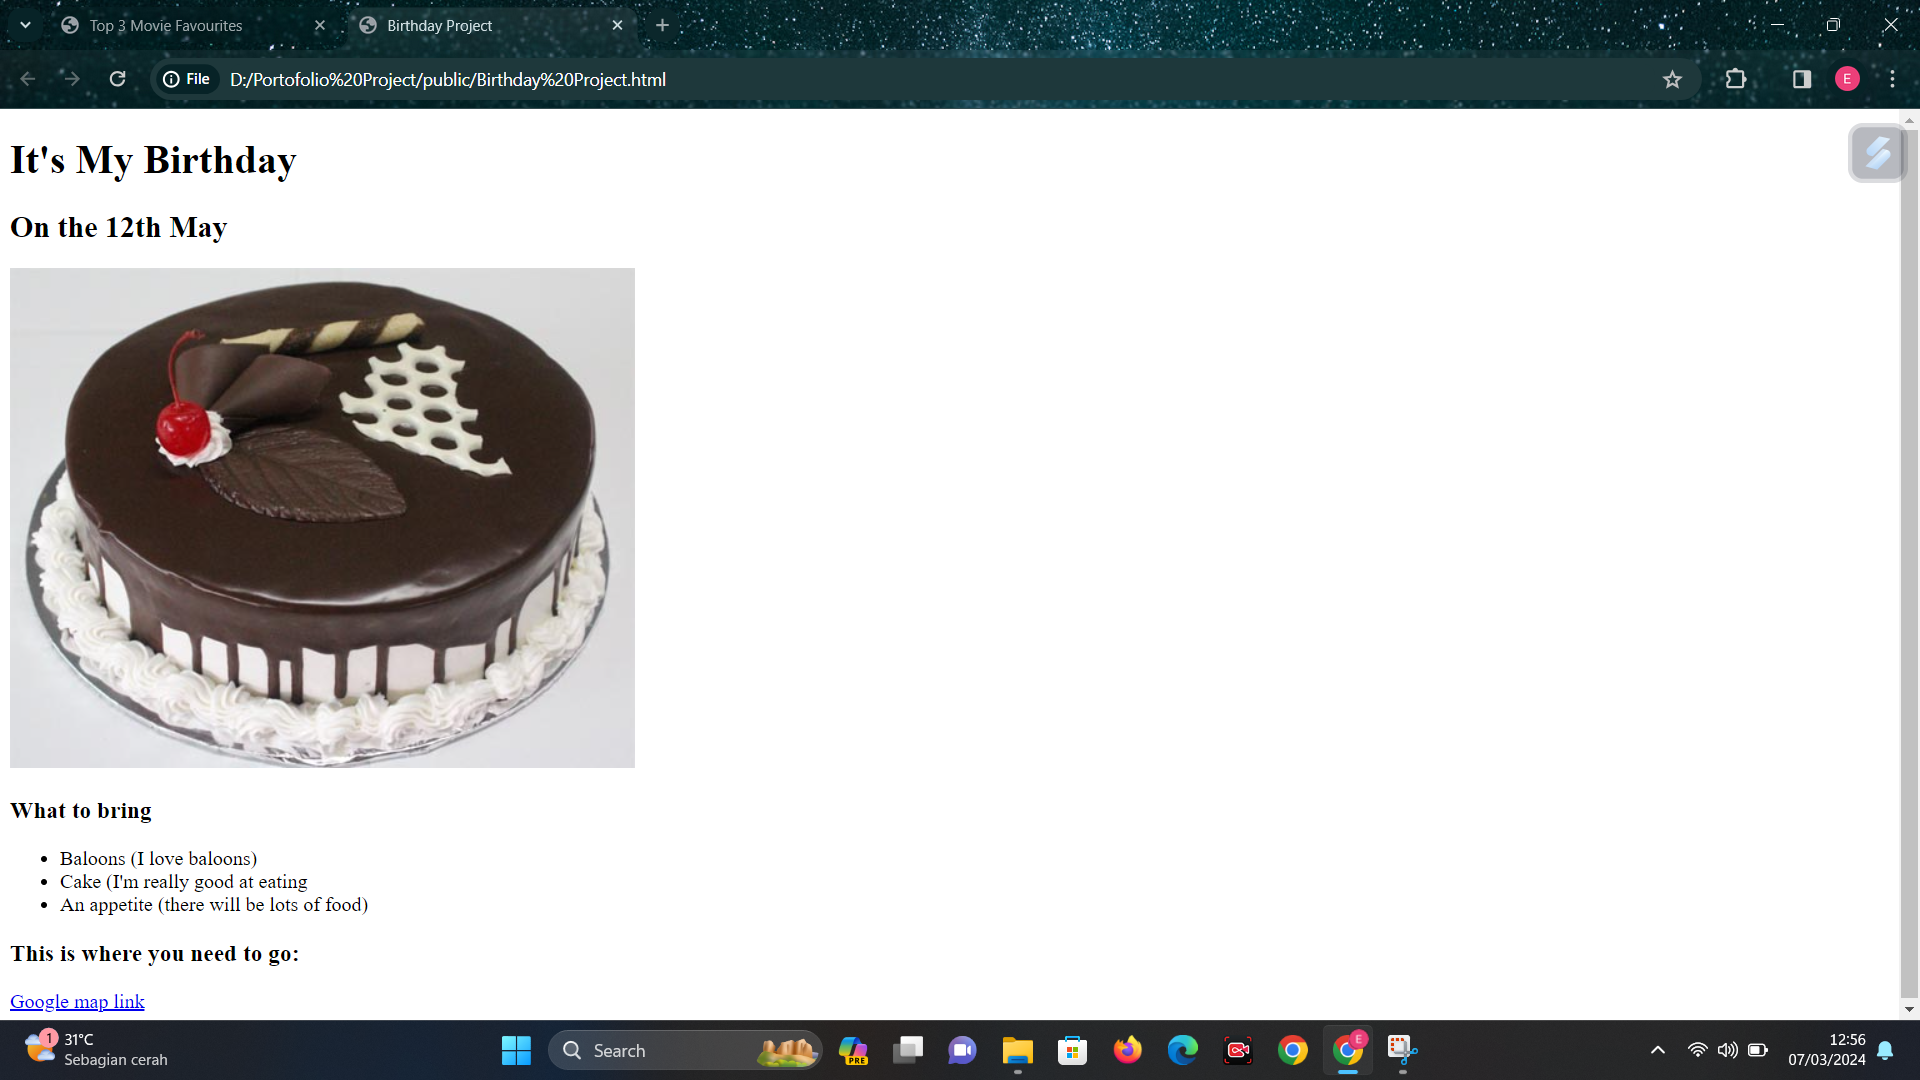 Top 3 Movie Favourites
Birthday Project
File
D:/Portofolio%20Project/public/Birthday%20Project.html
E
It's My Birthday
On the 12th May
What to bring
Baloons (I love baloons)
Cake (I'm really good at eating
An appetite (there will be lots of food)
This is where you need to go:
Google map link
1
31°C
Sebagian cerah
Search
PRE
E
12:56
07/03/2024